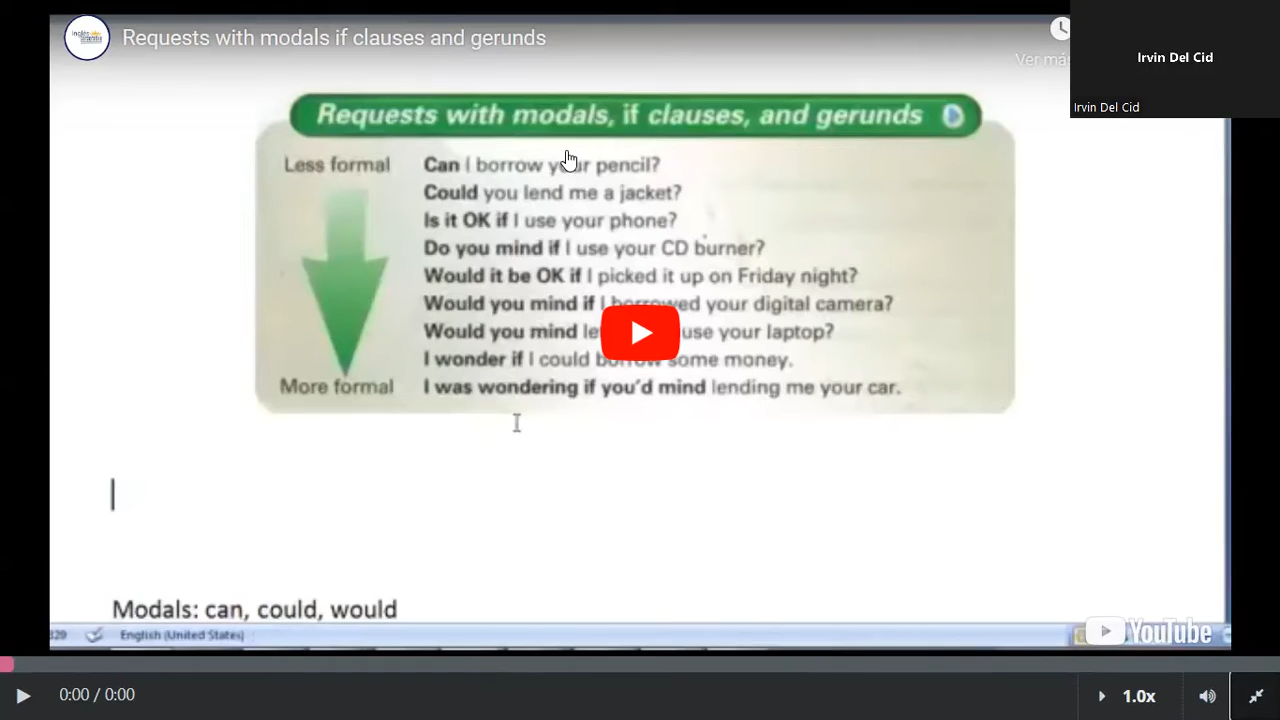 Requests with modals if clauses and gerunds
Ver más
Irvin Del Cid
Irvin Del Cid
Requests with modals, if clauses, and gerunds
Less formal
Can I borrow your pencil?
Could you lend me a jacket?
Is it OK if I use your phone?
Do you mind if I use your CD burner?
Would it be OK if I picked it up on Friday night?
Would you mind if I borrowed your digital camera?
Would you mind use your laptop?
I wonder if I could borrow some money.
More formal
I was wondering if you'd mind lending me your car.
Modals: can, could, would
329
English (United States)
YouTube
0:00 / 0:00
1.0x